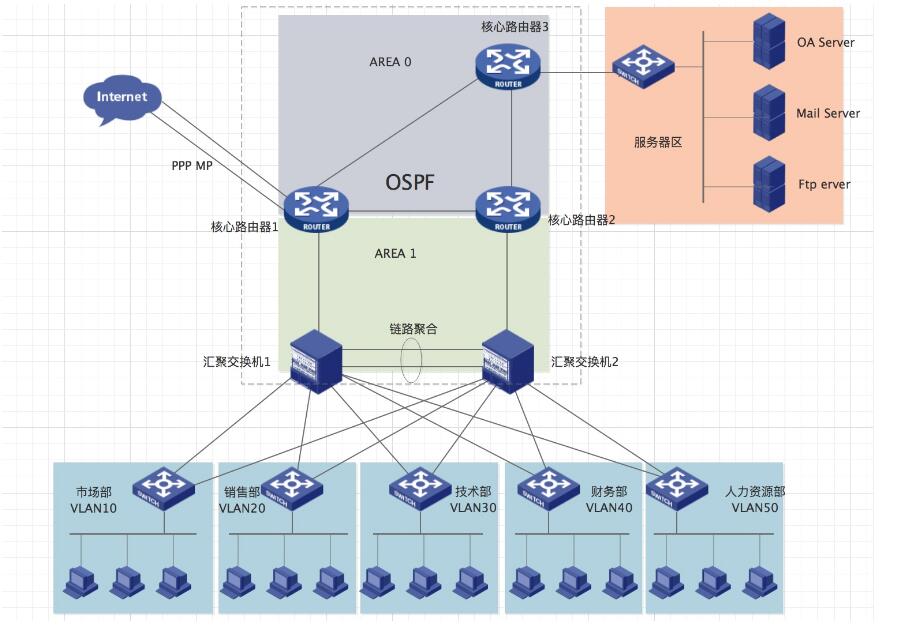 核心路由器3
AREA 0
OA Server
Internet
Mail Server
服务器区
PPP MP
OSPF
Ftp erver
核心路由器1
核心路由器2
AREA 1
链路聚合
汇聚交换机1
汇聚交换机2
市场部
VLAN10
销售部
VLAN20
技术部
VLAN30
财务部
VLAN40
人力资源部
VLAN50
ROUTER
ROUTER
ROUTER
SWITCH
SWITCH
SWITCH
SWITCH
SWITCH
SWITCH